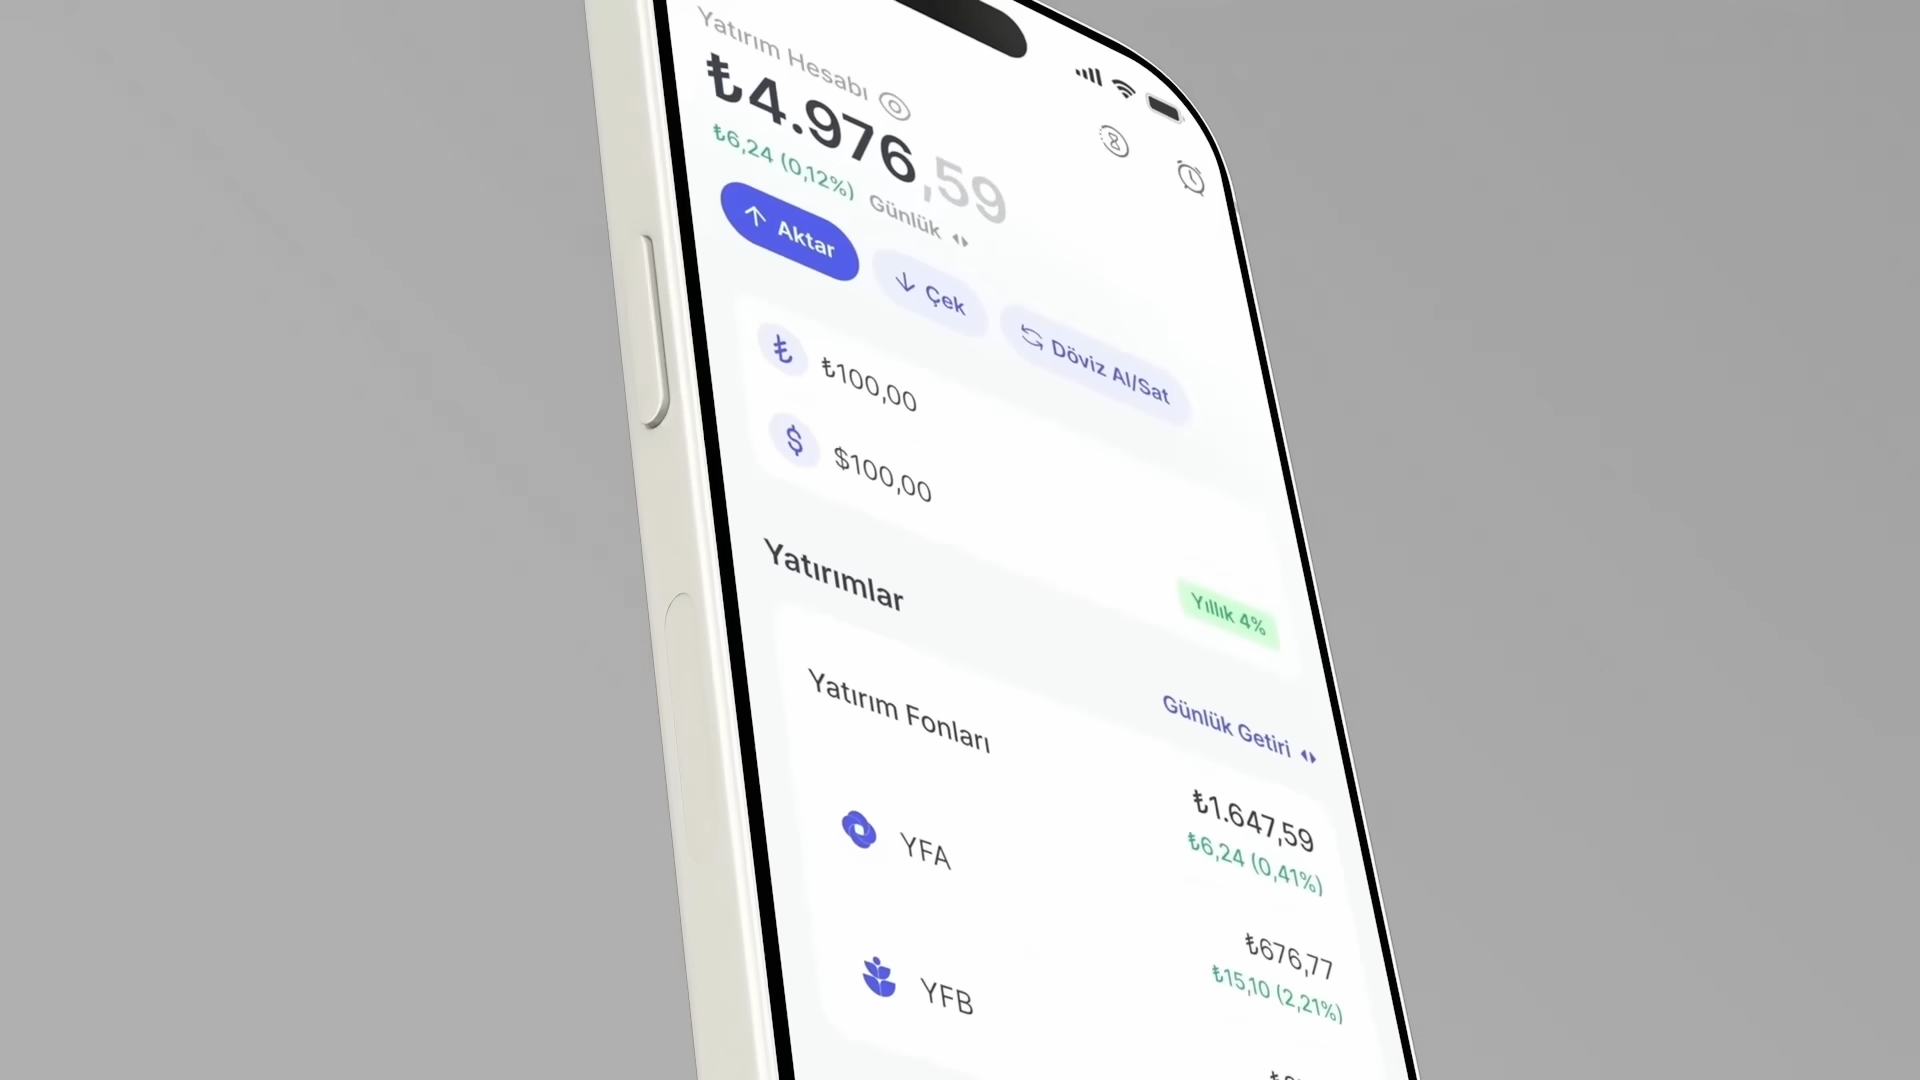 Yatırım Hesabı
₺4.976,59
₺6,24 (0,12%) Günlük
Aktar
Çek
Döviz Al/Sat
₺100,00
$100,00
Yıllık 4%
Yatırımlar
Günlük Getiri
Yatırım Fonları
₺1.647,59
₺6,24 (0,41%)
YFA
₺676,77
₺15,10 (2,21%)
YFB